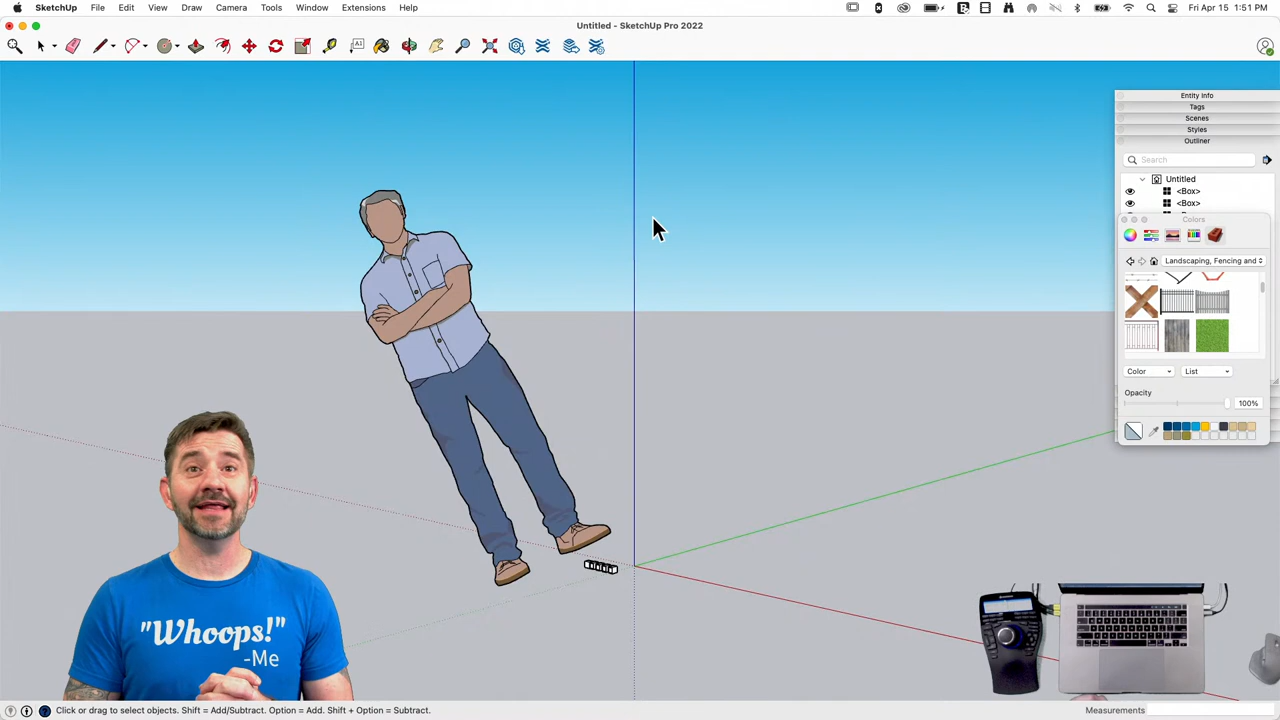 SketchUp File Edit View Draw Camera Tools Window Extensions Help Fri Apr 15 1:51 PM
Untitled - SketchUp Pro 2022
A1
Entity Info
Tags
Scenes
Styles
Outliner
Search
Untitled
<Box>
<Box>
Colors
Landscaping, Fencing and
Color List
Opacity
100%
"Whoops!"
-Me
Click or drag to select objects. Shift = Add/Subtract. Option = Add. Shift + Option = Subtract.
Measurements